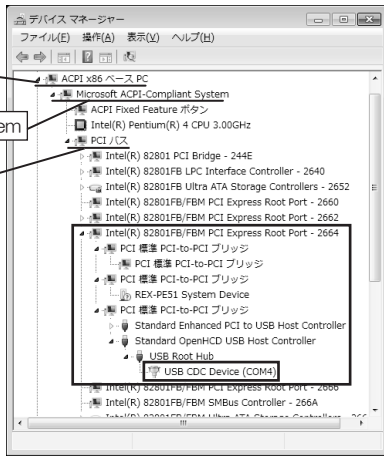 デバイス マネージャー
ファイル(F) 操作(A) 表示(V) ヘルプ(H)
ACPI x86 ベース PC
Microsoft ACPI-Compliant System
em
ACPI Fixed Feature ボタン
Intel(R) Pentium(R) 4 CPU 3.00GHz
PCI バス
Intel(R) 82801 PCI Bridge - 244E
Intel(R) 82801FB LPC Interface Controller - 2640
Intel(R) 82801FB Ultra ATA Storage Controllers - 2652
Intel(R) 82801FB/FBM PCI Express Root Port - 2660
Intel(R) 82801FB/FBM PCI Express Root Port - 2662
Intel(R) 82801FB/FBM PCI Express Root Port - 2664
PCI 標準 PCI-to-PCI ブリッジ
PCI 標準 PCI-to-PCI ブリッジ
PCI 標準 PCI-to-PCI ブリッジ
REX-PE51 System Device
PCI 標準 PCI-to-PCI ブリッジ
Standard Enhanced PCI to USB Host Controller
Standard OpenHCD USB Host Controller
USB Root Hub
USB CDC Device (COM4)
Intel(R) 82801FB/FBM PCI Express Root Port - 2666
Intel(R) 82801FB/FBM SMBus Controller - 266A
Intel(R) 82801FB/FBM Ultra ATA Storage Controllers